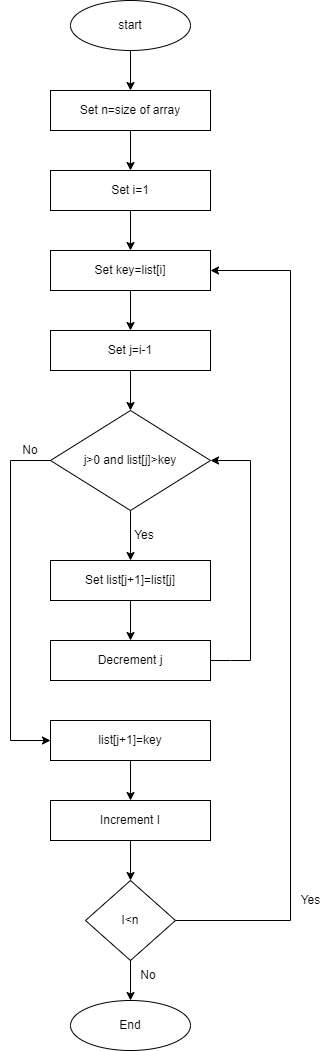 start
Set n=size of array
Set i=1
Set key=list[i]
Set j=i-1
No
j>0 and list[j]>key
Yes
Set list[j+1]=list[j]
Decrement j
list[j+1]=key
Increment I
Yes
I<n
No
End